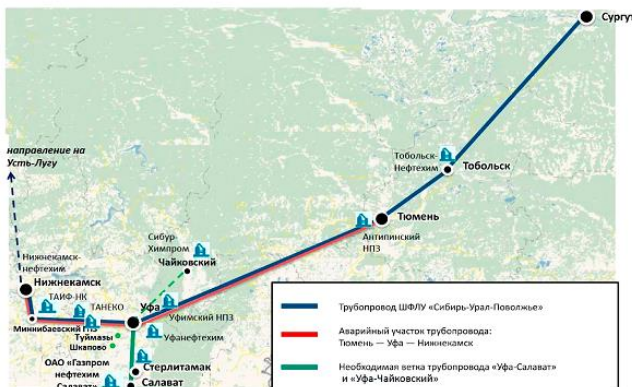 Сургут
направление на
Усть-Лугу
Тобольск-
Нефтехим
Тобольск
Тюмень
Антипинский
НПЗ
Сибур-
Химпром
Чайковский
Нижнекамск-
нефтехим
Нижнекамск
ТАИФ-НК
ТАНЕКО
Миннибаевский ГПЗ
Уфа
Уфимский НПЗ
Уфанефтехим
Туймазы
Шкапово
ОАО «Газпром
нефтехим
Салават»
Стерлитамак
Салават
Трубопровод ШФЛУ «Сибирь-Урал-Поволжье»
Аварийный участок трубопровода:
Тюмень — Уфа — Нижнекамск
Необходимая ветка трубопровода «Уфа-Салават»
и «Уфа-Чайковский»